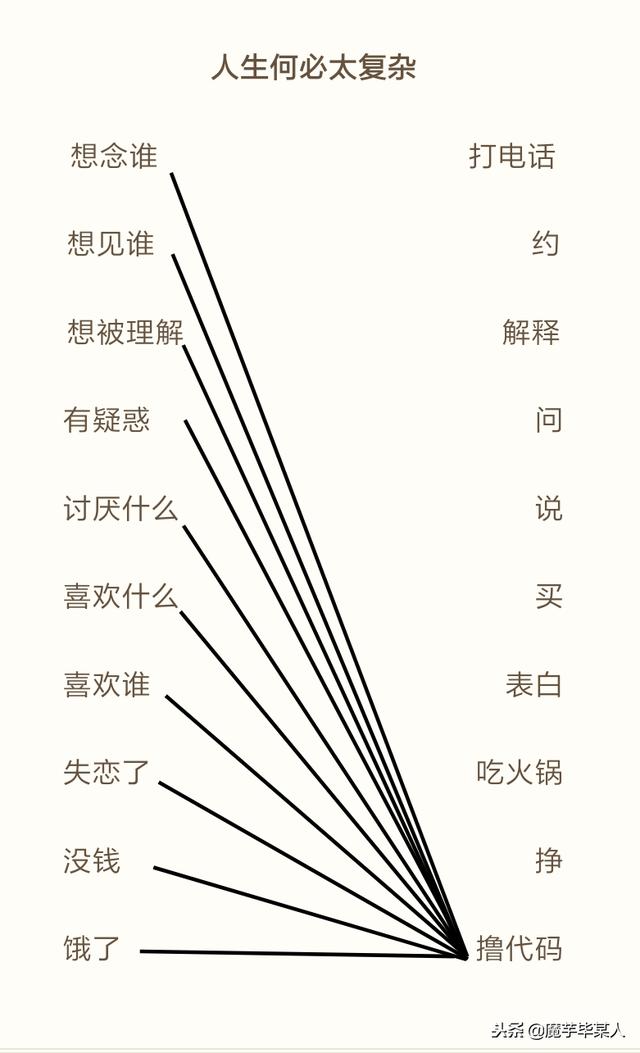 人生何必太复杂
想念谁 打电话
想见谁 约
想被理解 解释
有疑惑 问
讨厌什么 说
喜欢什么 买
喜欢谁 表白
失恋了 吃火锅
没钱 挣
饿了 撸代码
头条 @魔芋毕某人